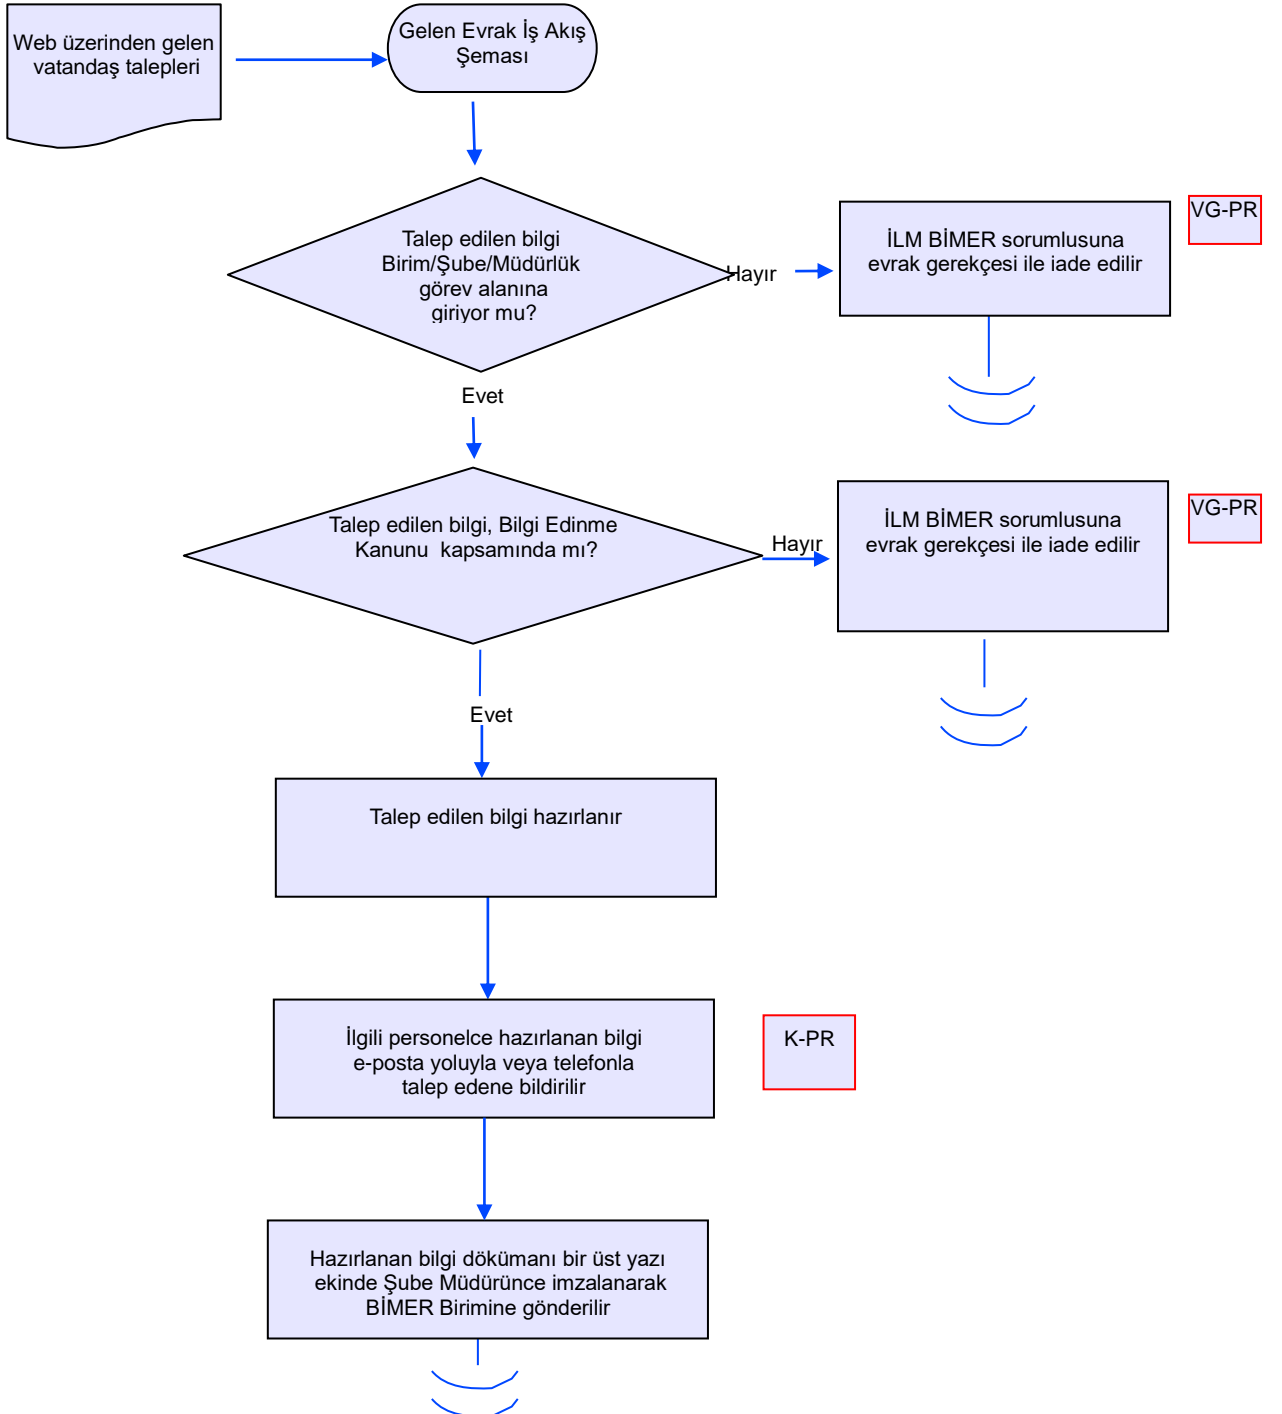 Web üzerinden gelen
vatandaş talepleri
Gelen Evrak İş Akış
Şeması
Talep edilen bilgi
Birim/Şube/Müdürlük
görev alanına
giriyor mu?
Hayır
İLM BİMER sorumlusuna
evrak gerekçesi ile iade edilir
VG-PR
Evet
Talep edilen bilgi, Bilgi Edinme
Kanunu  kapsamında mı?
Hayır
İLM BİMER sorumlusuna
evrak gerekçesi ile iade edilir
VG-PR
Evet
Talep edilen bilgi hazırlanır
İlgili personelce hazırlanan bilgi
e-posta yoluyla veya telefonla
talep edene bildirilir
K-PR
Hazırlanan bilgi dökümanı bir üst yazı
ekinde Şube Müdürünce imzalanarak
BİMER Birimine gönderilir